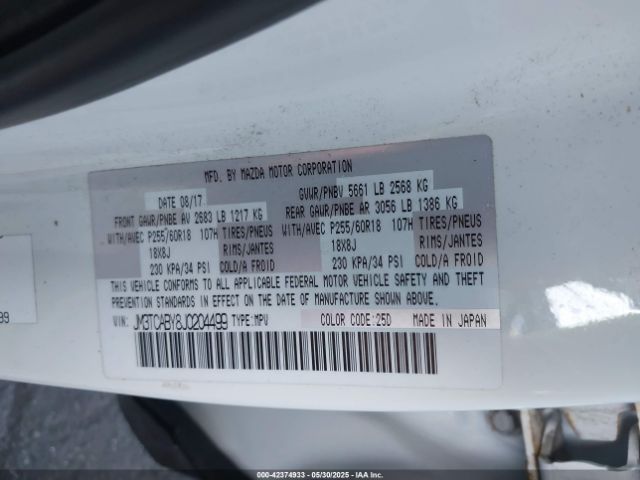 MFD. BY MAZDA MOTOR CORPORATION
DATE 08/17 GVWR/PNBV 5661 LB 2568 KG
FRONT GAWR/PNBE AV 2683 LB 1217 KG REAR GAWR/PNBE AR 3056 LB 1386 KG
WITH/AVEC P255/60R18 107H TIRES/PNEUS WITH/AVEC P255/60R18 107H TIRES/PNEUS
18X8J RIMS/JANTES 18X8J RIMS/JANTES
230 KPA/34 PSI COLD/A FROID 230 KPA/34 PSI COLD/A FROID
THIS VEHICLE CONFORMS TO ALL APPLICABLE FEDERAL MOTOR VEHICLE SAFETY AND THEFT
PREVENTION STANDARDS IN EFFECT ON THE DATE OF MANUFACTURE SHOWN ABOVE.
VIN: JM3TCABY8J0204499 TYPE:MPV COLOR CODE:25D MADE IN JAPAN
99
000-42374933 - 05/30/2025 - IAAI.COM